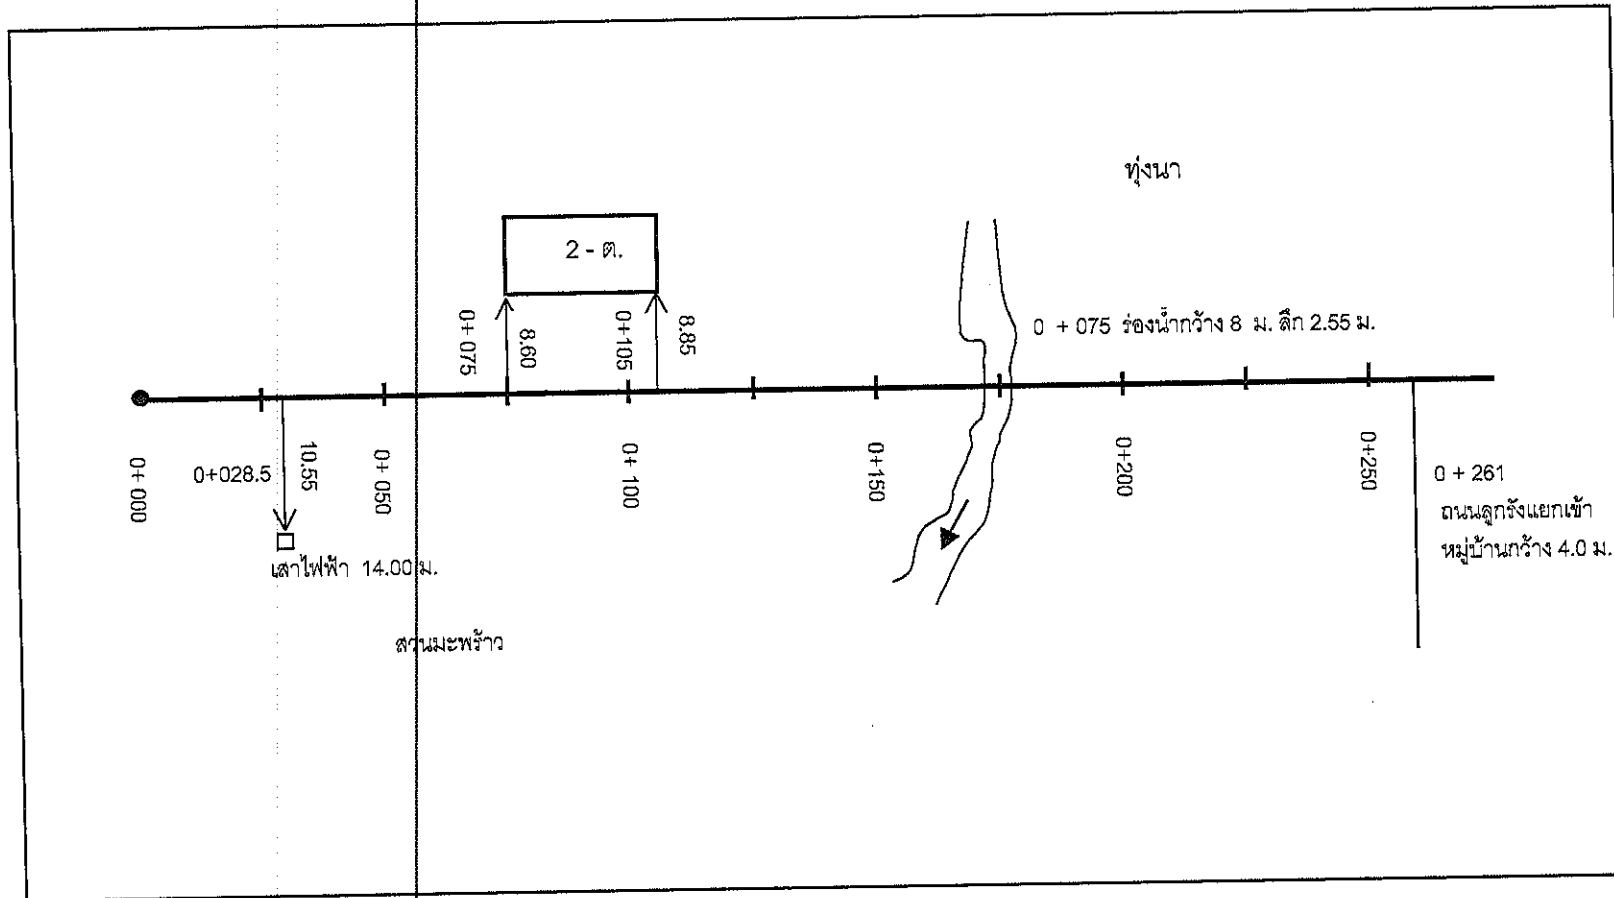 ทุ่งนา
2 - ต.
0+ 075
8.60
0+105
8.85
0 + 075 ร่องน้ำกว้าง 8 ม. ลึก 2.55 ม.
0+ 000
0+028.5
10.55
0+ 050
0+ 100
0+150
0+200
0+250
0 + 261
ถนนลูกรังแยกเข้า
หมู่บ้านกว้าง 4.0 ม.
เสาไฟฟ้า 14.00 ม.
สวนมะพร้าว